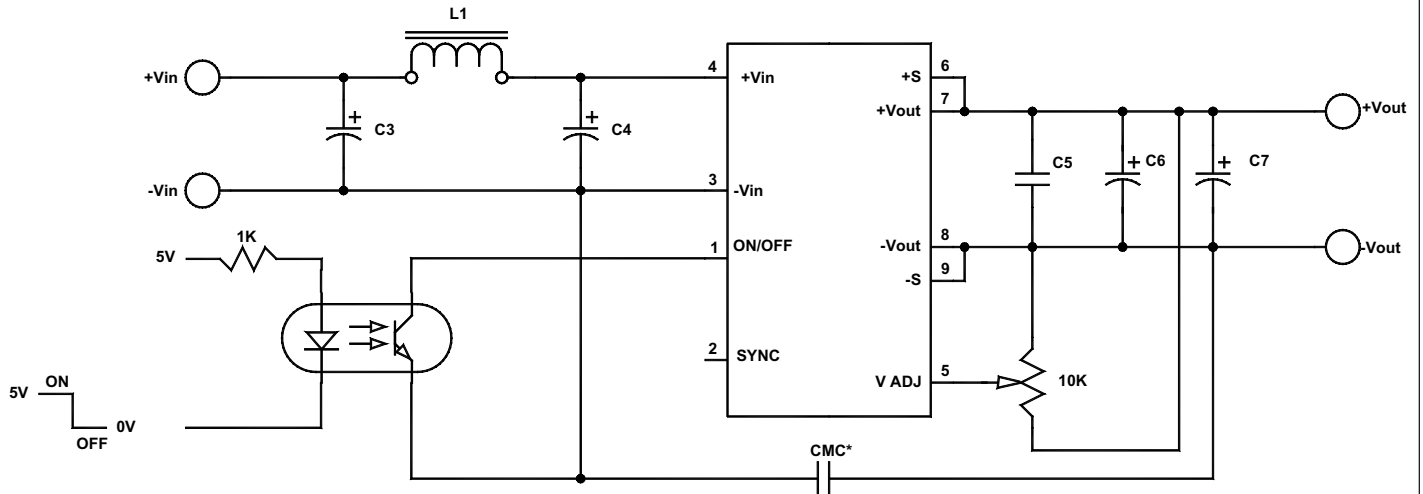 L1
+Vin
C3
C4
4
+Vin
+S
6
+Vout
7
+Vout
C5
C6
C7
-Vin
3
-Vin
5V
1K
1
ON/OFF
-Vout
8
-S
9
-Vout
2
SYNC
V ADJ
5
10K
5V
ON
OFF
0V
CMC*